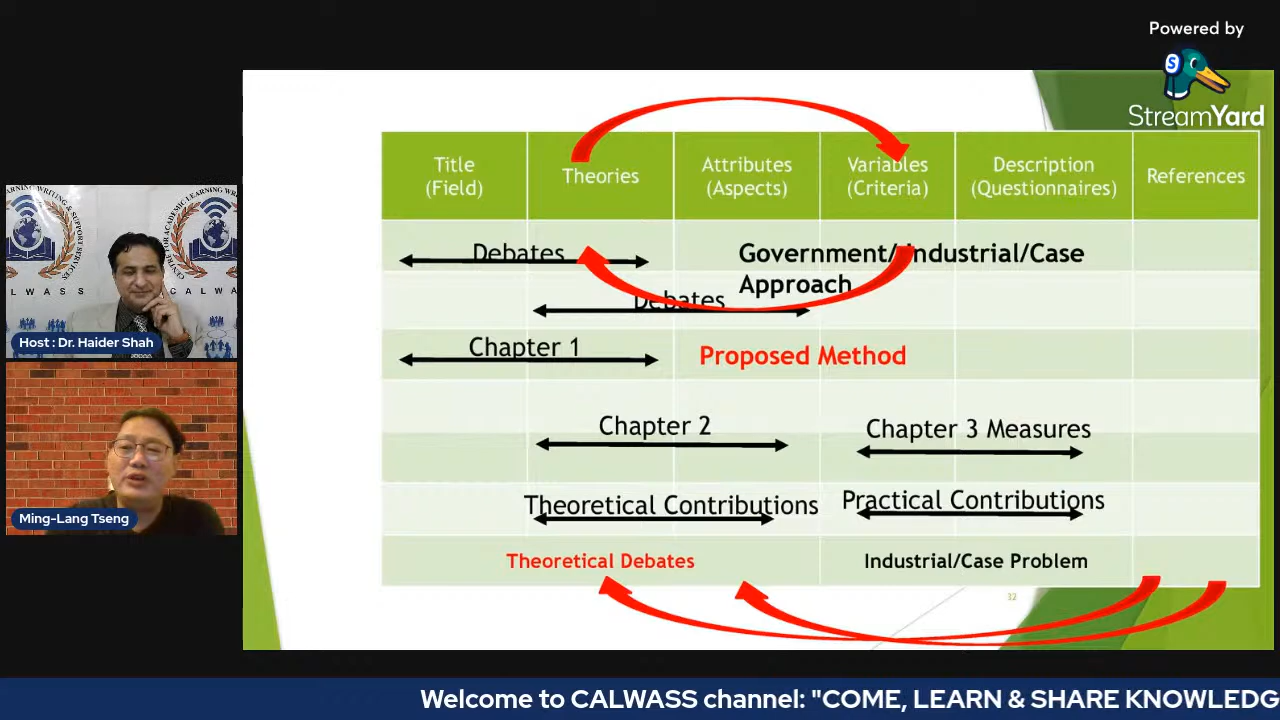 Powered by
S
StreamYard
Title
(Field)
Theories
Attributes
(Aspects)
Variables
(Criteria)
Description
(Questionnaires)
References
Debates
Government/Industrial/Case
Approach
Debates
Chapter 1
Proposed Method
Chapter 2
Chapter 3 Measures
Theoretical Contributions
Practical Contributions
Theoretical Debates
Industrial/Case Problem
32
CALWASS
Host : Dr. Haider Shah
Ming-Lang Tseng
Welcome to CALWASS channel: "COME, LEARN & SHARE KNOWLEDG